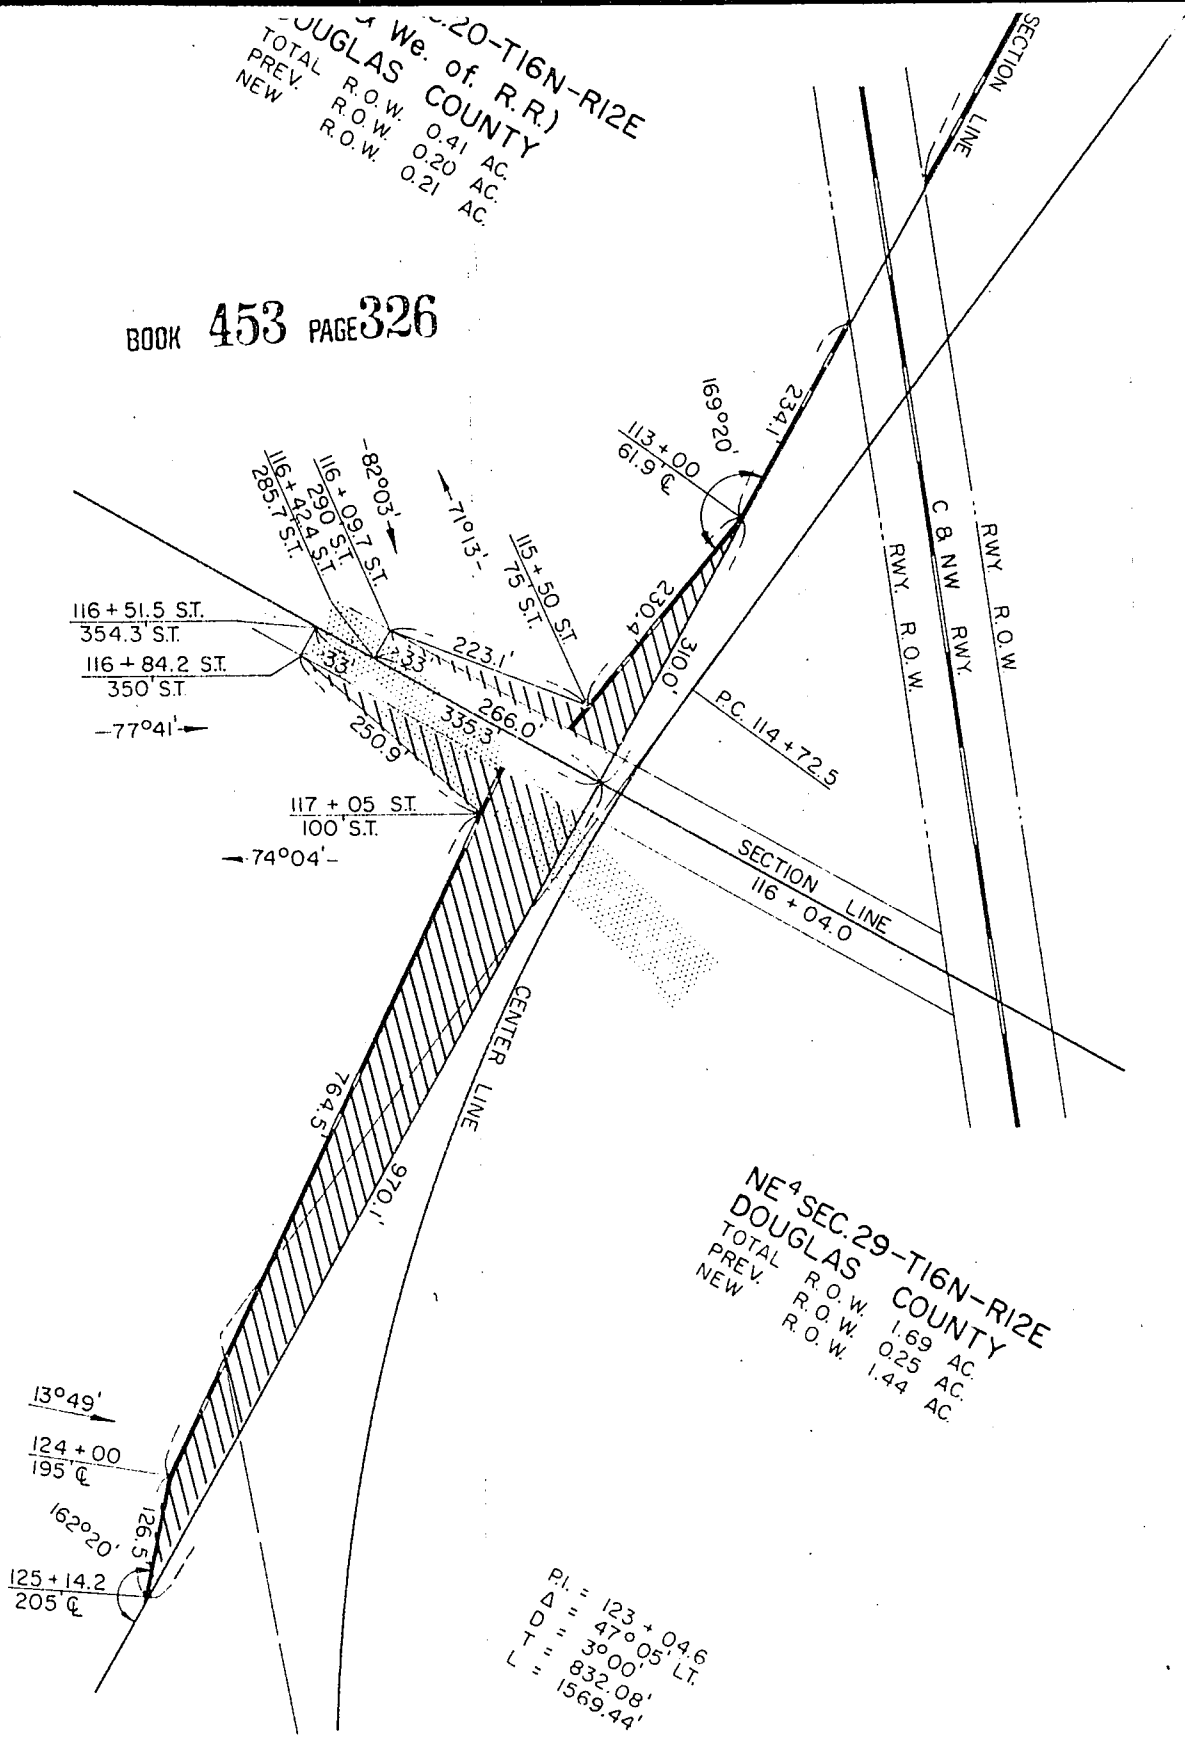 .20-T16N-R12E
& We. of. R.R.)
DOUGLAS COUNTY
TOTAL R.O.W. 0.41 AC.
PREV. R.O.W. 0.20 AC.
NEW R.O.W. 0.21 AC.
SECTION LINE
BOOK 453 PAGE 326
234.1'
169°20'
113+00
61.9' ℄
-82°03'-
116+09.7 S.T.
290' S.T.
116+42.4 S.T.
285.7' S.T.
-71°13'-
115+50 S.T.
75' S.T.
C & NW RWY.
RWY. R.O.W.
RWY. R.O.W.
230.4'
310.0'
116+51.5 S.T.
354.3' S.T.
116+84.2 S.T.
350' S.T.
-77°41'-
33'
33'
223.1'
266.0'
335.3'
250.9'
P.C. 114+72.5
117+05 S.T.
100' S.T.
-74°04'-
SECTION LINE
116+04.0
CENTER LINE
764.5'
970.1'
NE⁴ SEC.29-T16N-R12E
DOUGLAS COUNTY
TOTAL R.O.W. 1.69 AC.
PREV. R.O.W. 0.25 AC.
NEW R.O.W. 1.44 AC.
13°49'
124+00
195' ℄
162°20'
126.5'
125+14.2
205' ℄
P.I. = 123+04.6
Δ = 47°05' LT.
D = 3°00'
T = 832.08'
L = 1569.44'